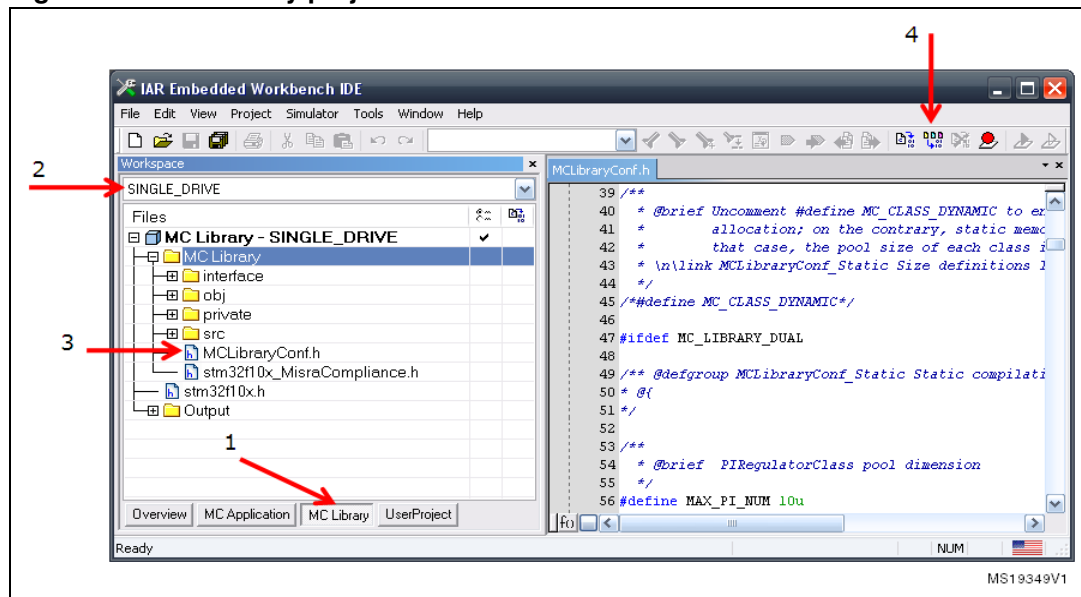 4
IAR Embedded Workbench IDE
File Edit View Project Simulator Tools Window Help
2
Workspace
MCLibraryConf.h
SINGLE_DRIVE
Files
MC Library - SINGLE_DRIVE
MC Library
interface
obj
private
src
3
MCLibraryConf.h
stm32f10x_MisraCompliance.h
stm32f10x.h
Output
1
Overview MC Application MC Library UserProject
39 /**
40 * @brief Uncomment #define MC_CLASS_DYNAMIC to en
41 * allocation; on the contrary, static memo
42 * that case, the pool size of each class i
43 * \n\link MCLibraryConf_Static Size definitions l
44 */
45 /*#define MC_CLASS_DYNAMIC*/
46
47 #ifdef MC_LIBRARY_DUAL
48
49 /** @defgroup MCLibraryConf_Static Static compilati
50 * @{
51 */
52
53 /**
54 * @brief PIRegulatorClass pool dimension
55 */
56 #define MAX_PI_NUM 10u
Ready
NUM
MS19349V1